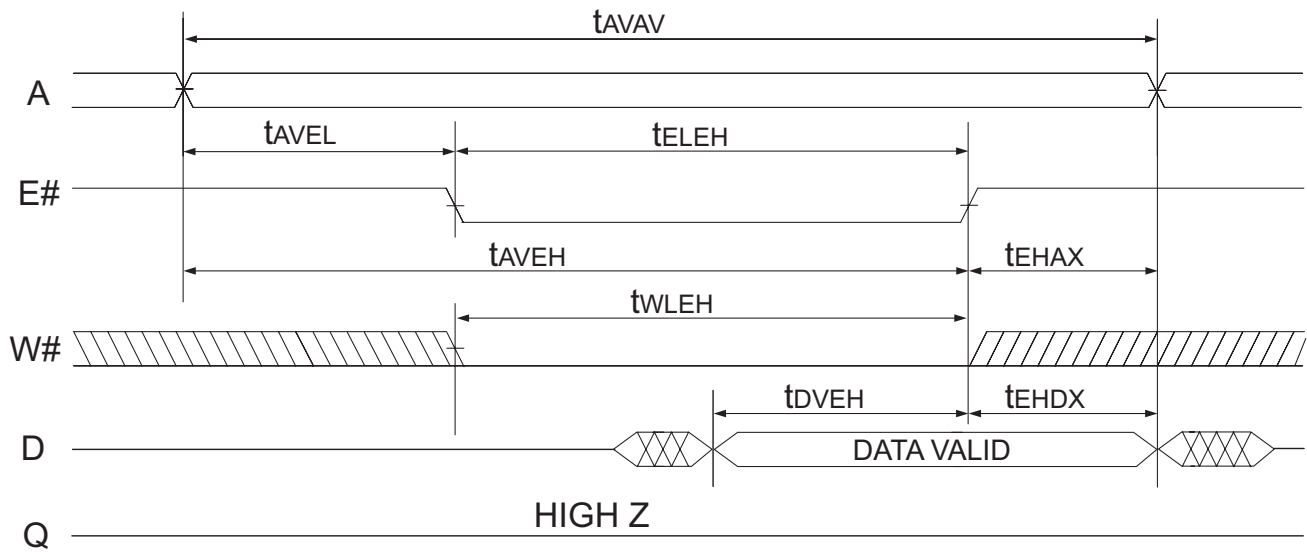 tAVAV
A
tAVEL tELEH
E#
tAVEH tEHAX
tWLEH
W#
tDVEH tEHDX
D DATA VALID
HIGH Z
Q